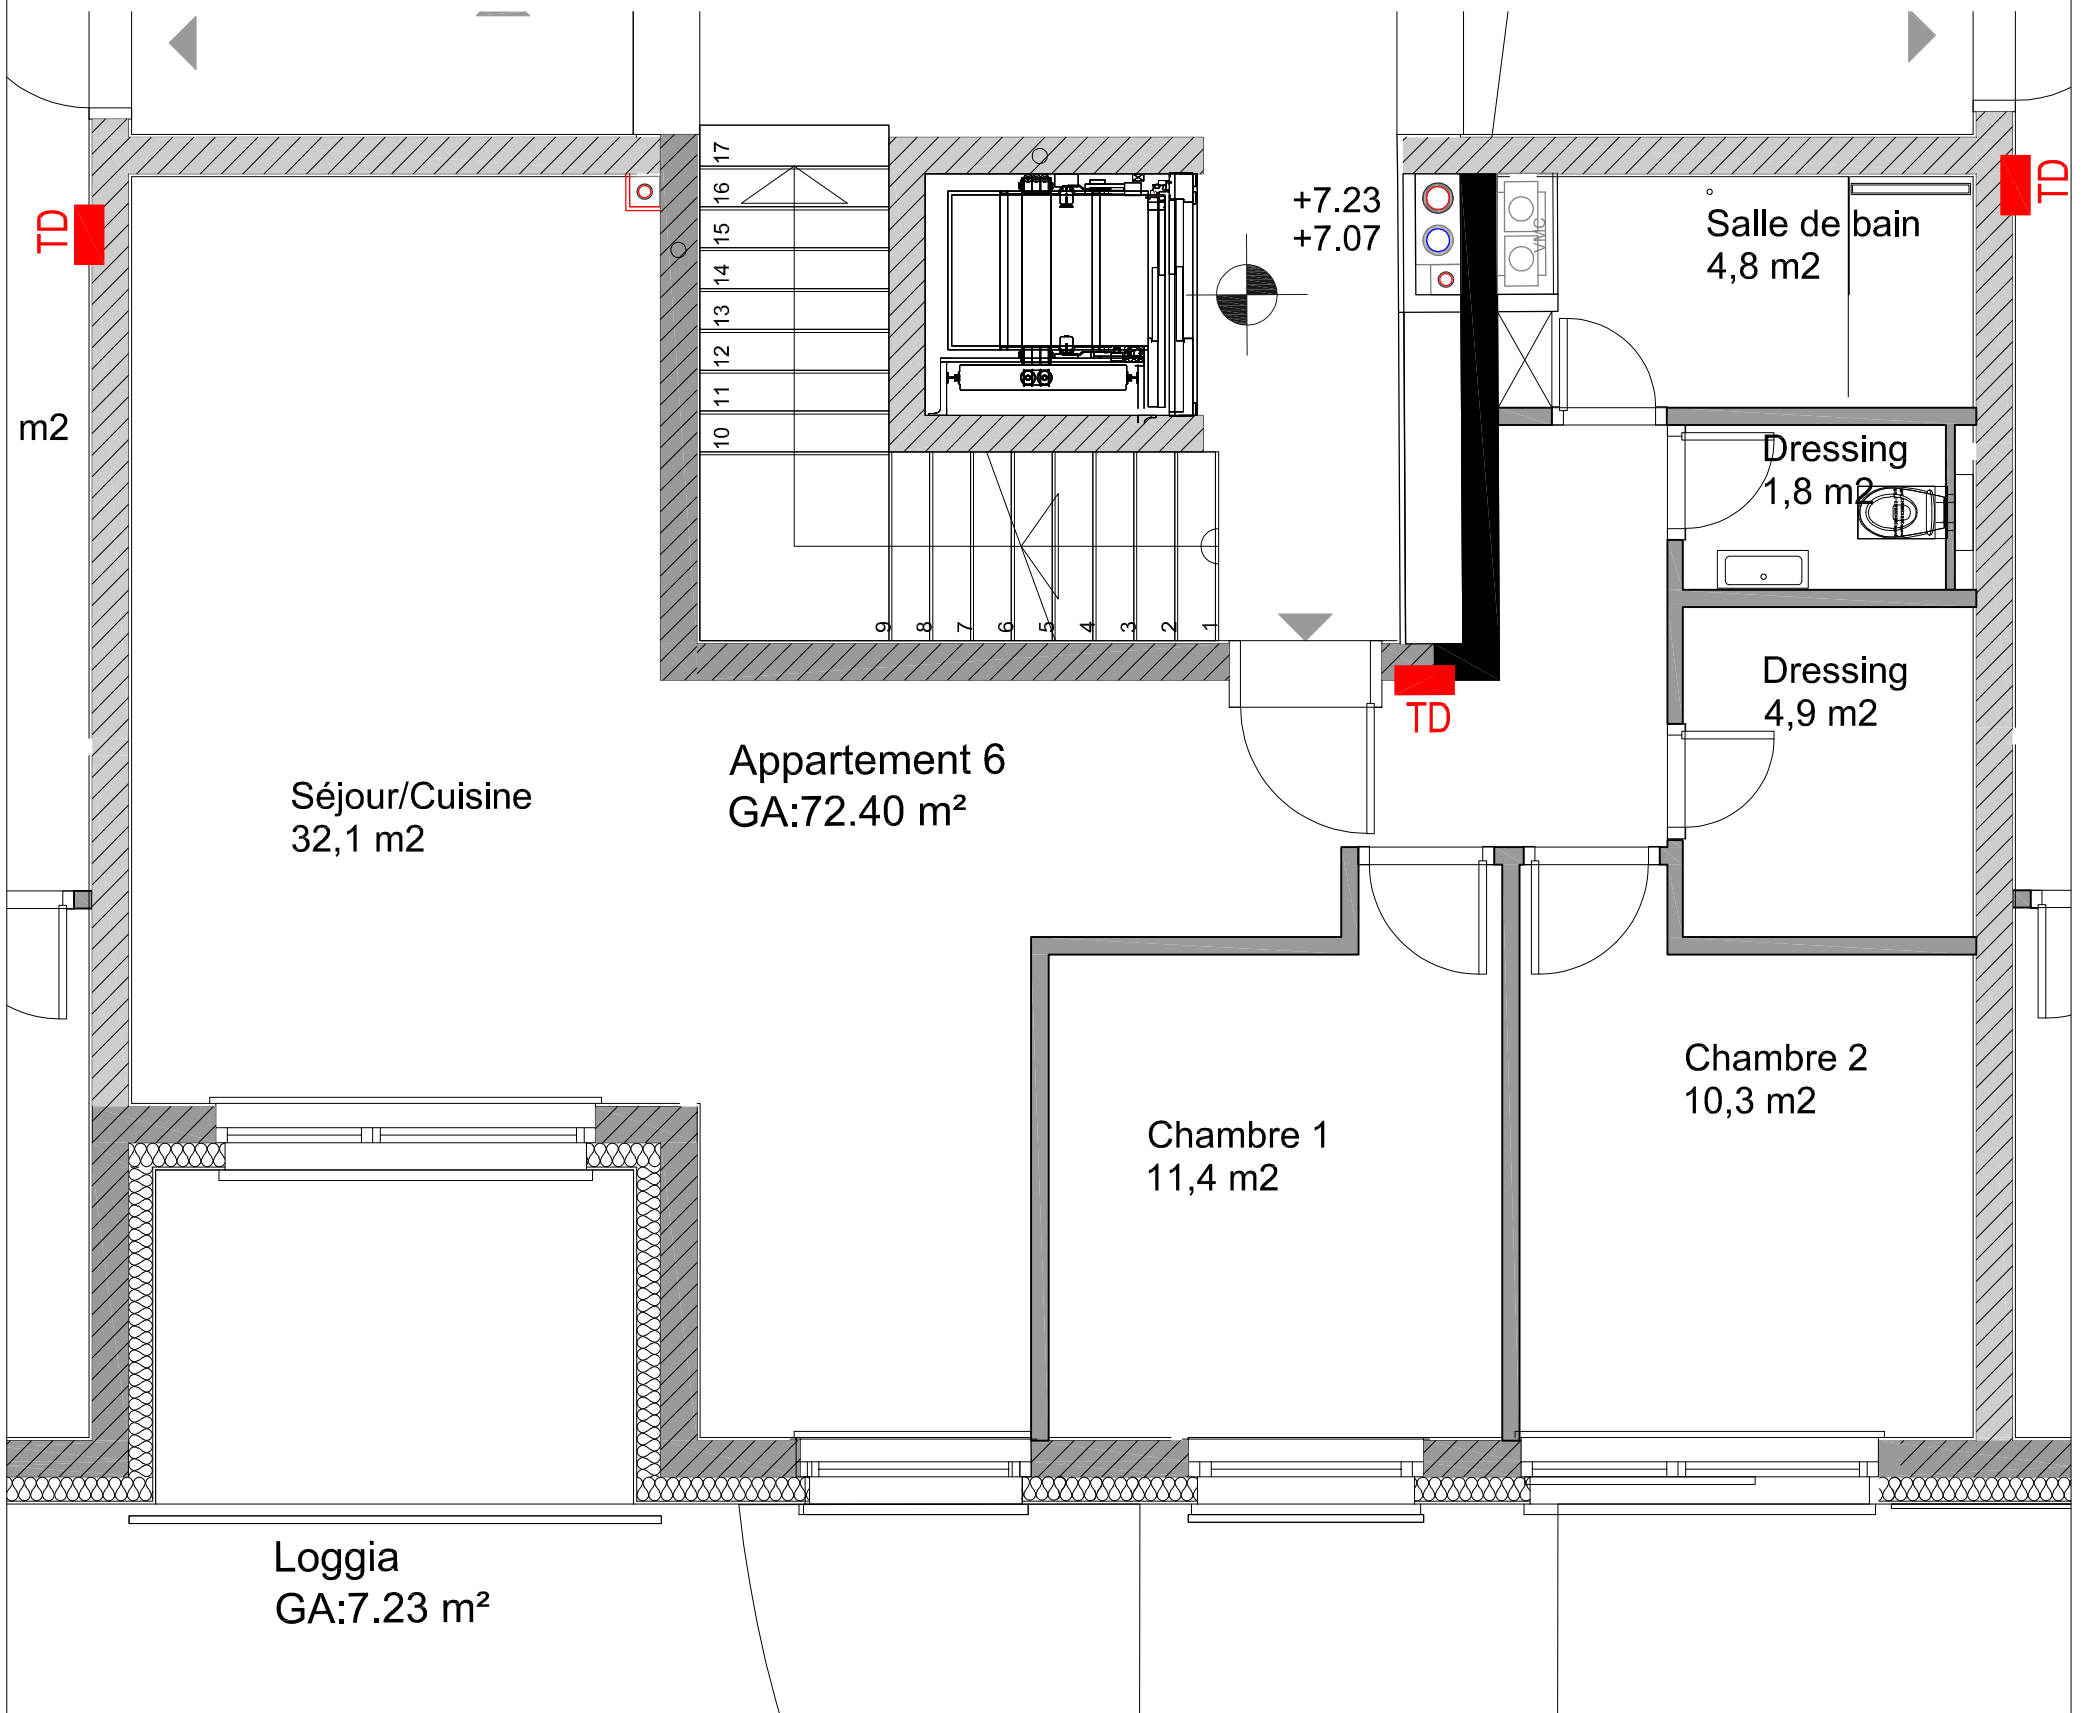 +7.23
+7.07
Salle de bain
4,8 m2
VMC
TD
TD
m2
17
16
15
14
13
12
11
10
9
8
7
6
5
4
3
2
1
Dressing
1,8 m2
Dressing
4,9 m2
TD
Appartement 6
GA:72.40 m²
Séjour/Cuisine
32,1 m2
Chambre 2
10,3 m2
Chambre 1
11,4 m2
Loggia
GA:7.23 m²